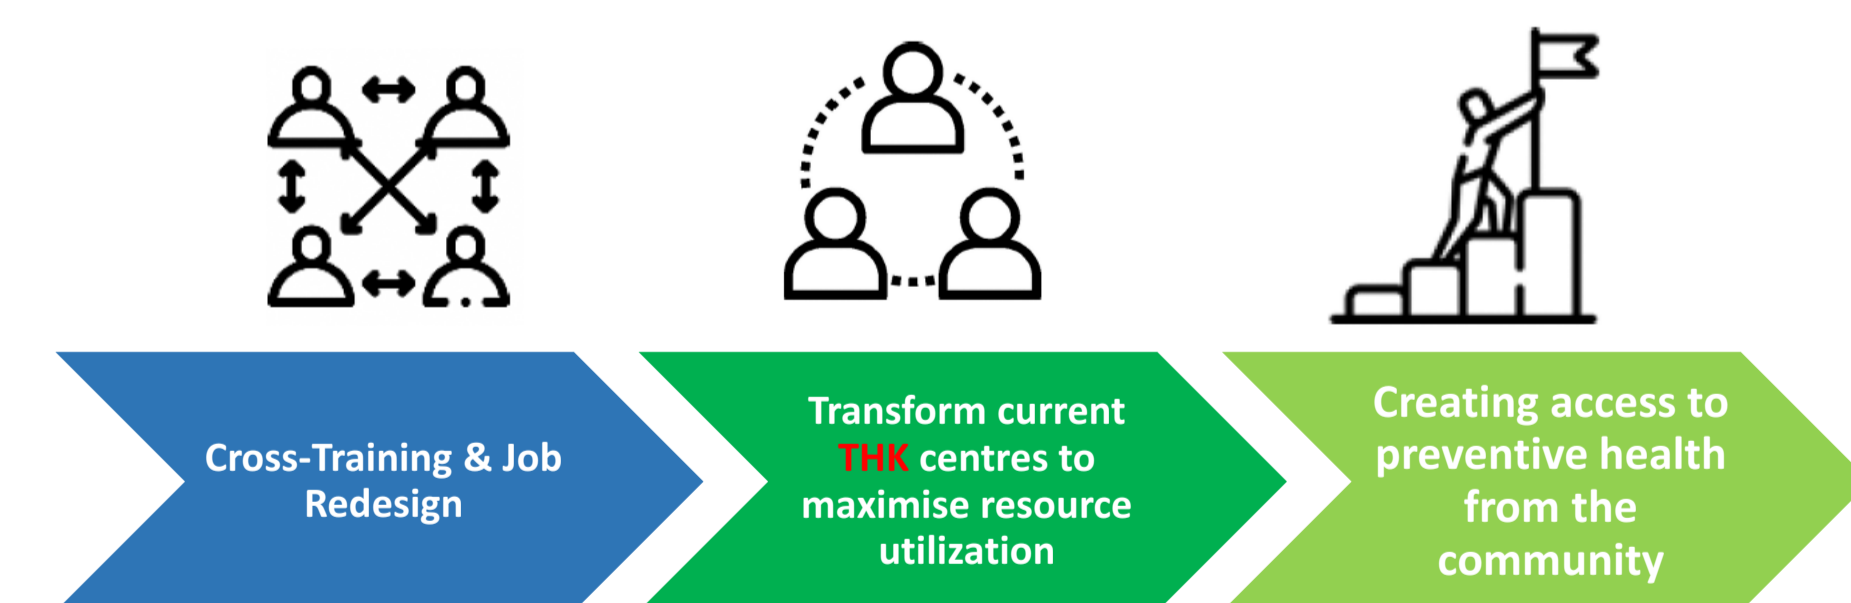 Cross-Training & Job
Redesign
Transform current
THK centres to
maximise resource
utilization
Creating access to
preventive health
from the
community